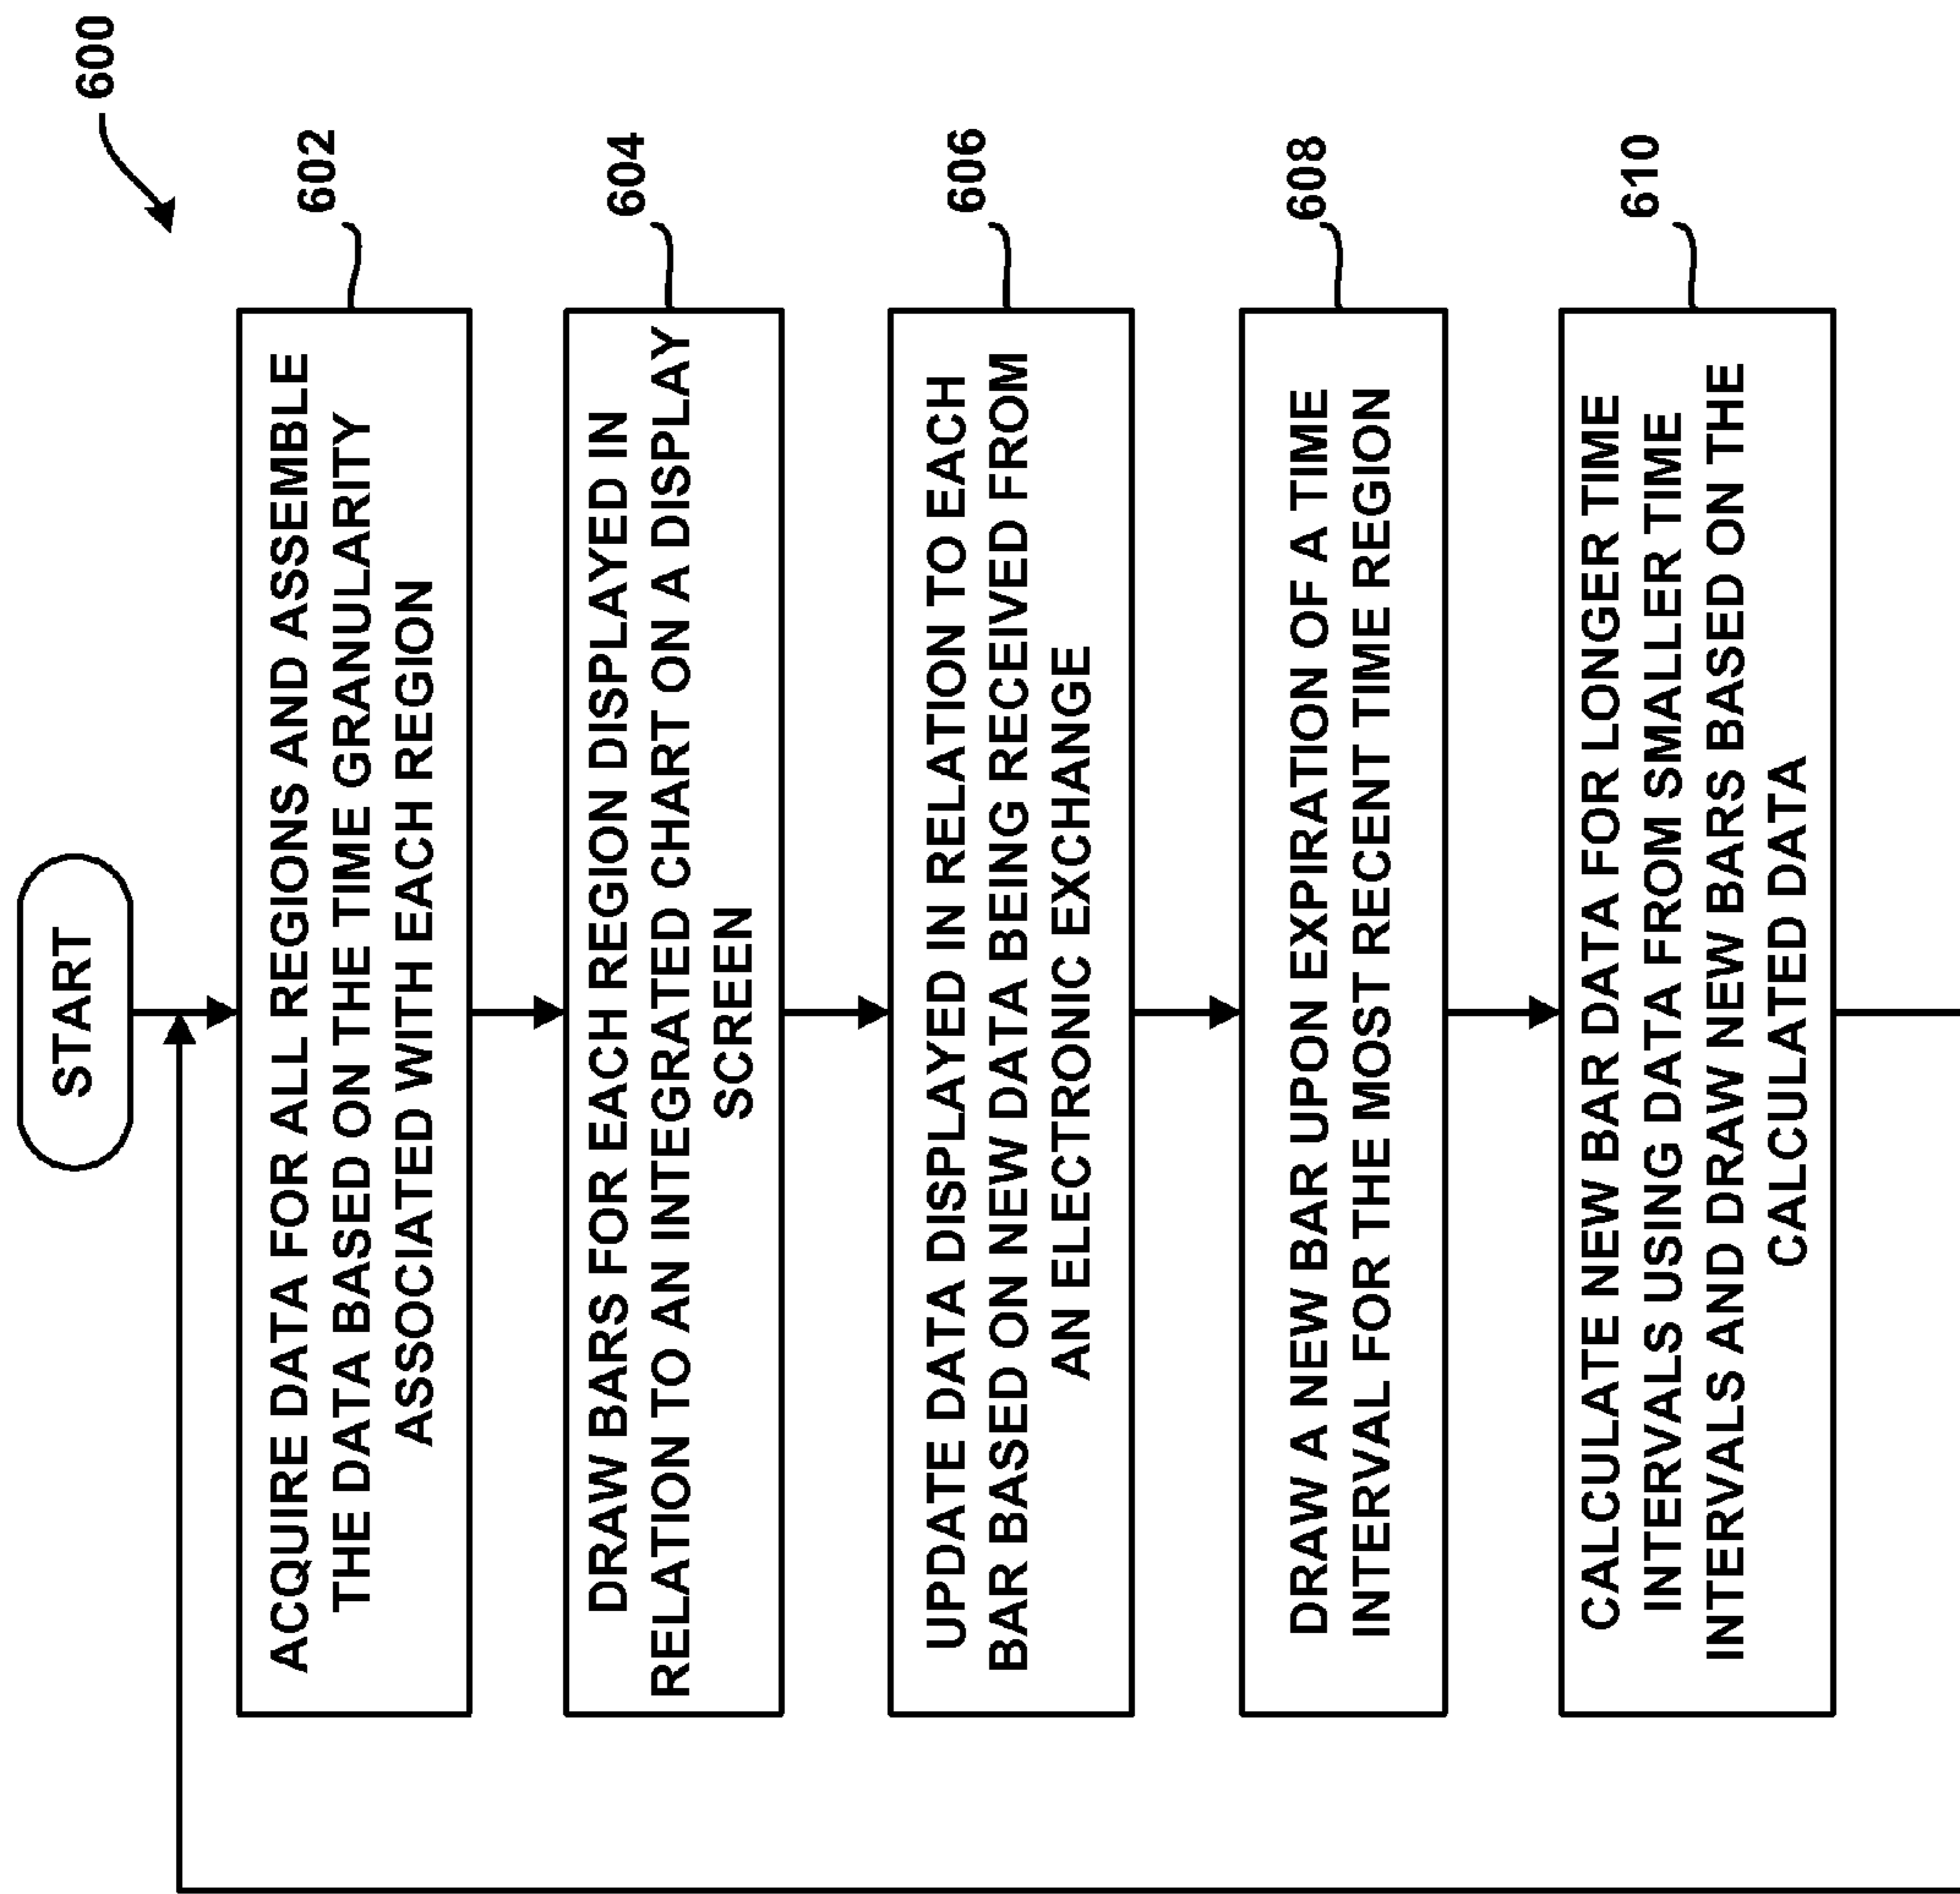 600
START
602
ACQUIRE DATA FOR ALL REGIONS AND ASSEMBLE
THE DATA BASED ON THE TIME GRANULARITY
ASSOCIATED WITH EACH REGION
604
DRAW BARS FOR EACH REGION DISPLAYED IN
RELATION TO AN INTEGRATED CHART ON A DISPLAY
SCREEN
606
UPDATE DATA DISPLAYED IN RELATION TO EACH
BAR BASED ON NEW DATA BEING RECEIVED FROM
AN ELECTRONIC EXCHANGE
608
DRAW A NEW BAR UPON EXPIRATION OF A TIME
INTERVAL FOR THE MOST RECENT TIME REGION
610
CALCULATE NEW BAR DATA FOR LONGER TIME
INTERVALS USING DATA FROM SMALLER TIME
INTERVALS AND DRAW NEW BARS BASED ON THE
CALCULATED DATA